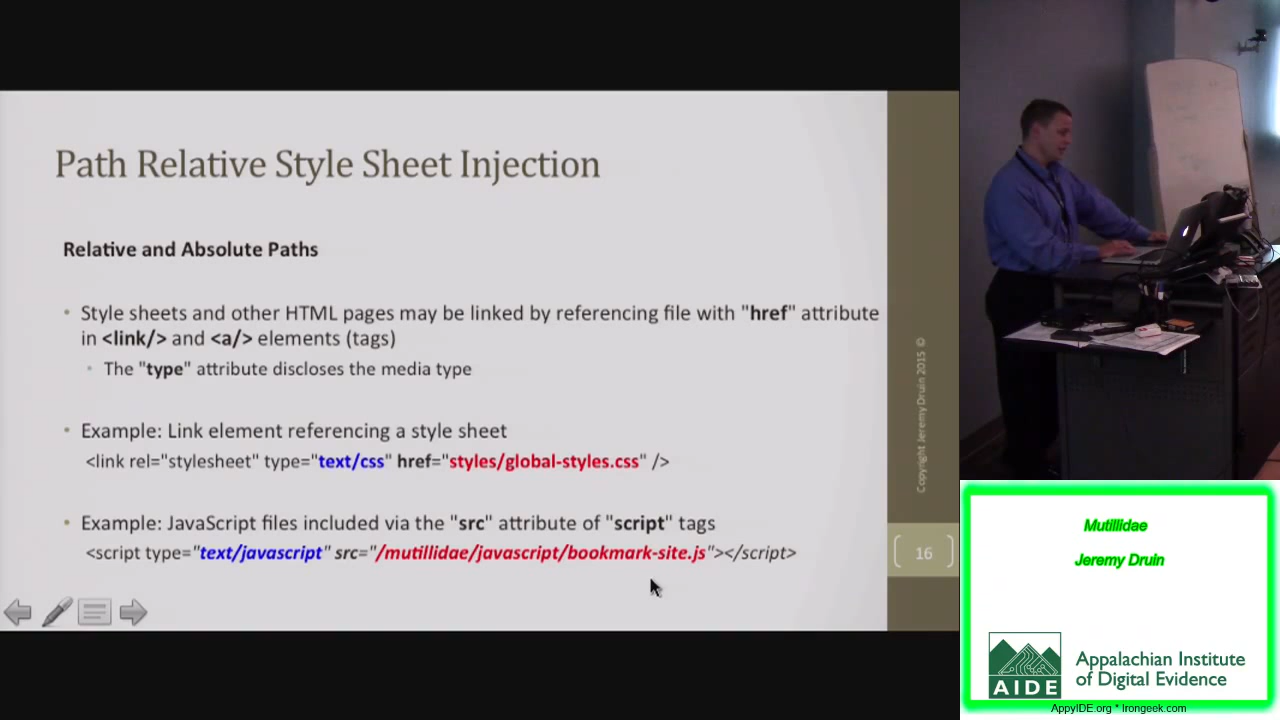 Path Relative Style Sheet Injection
Relative and Absolute Paths
• Style sheets and other HTML pages may be linked by referencing file with "href" attribute
in <link/> and <a/> elements (tags)
• The "type" attribute discloses the media type
• Example: Link element referencing a style sheet
<link rel="stylesheet" type="text/css" href="styles/global-styles.css" />
• Example: JavaScript files included via the "src" attribute of "script" tags
<script type="text/javascript" src="/mutillidae/javascript/bookmark-site.js"></script>
Copyright Jeremy Druin 2015 ©
16
Mutillidae
Jeremy Druin
AIDE
Appalachian Institute
of Digital Evidence
AppyIDE.org * Irongeek.com